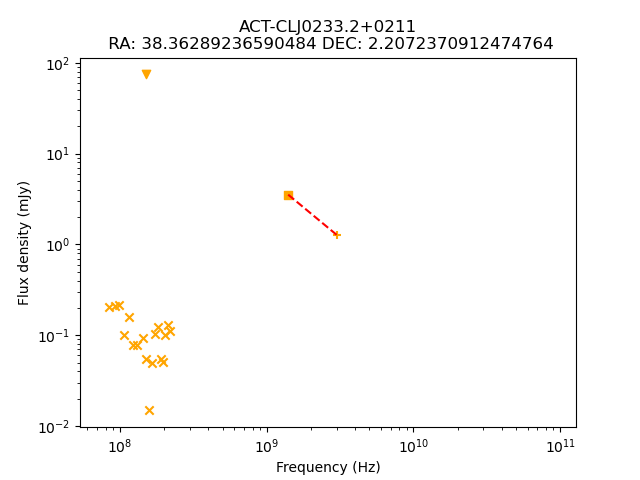 ACT-CLJ0233.2+0211
RA: 38.36289236590484 DEC: 2.2072370912474764
Flux density (mJy)
10²
10¹
10⁰
10⁻¹
10⁻²
10⁸ 10⁹ 10¹⁰ 10¹¹
Frequency (Hz)